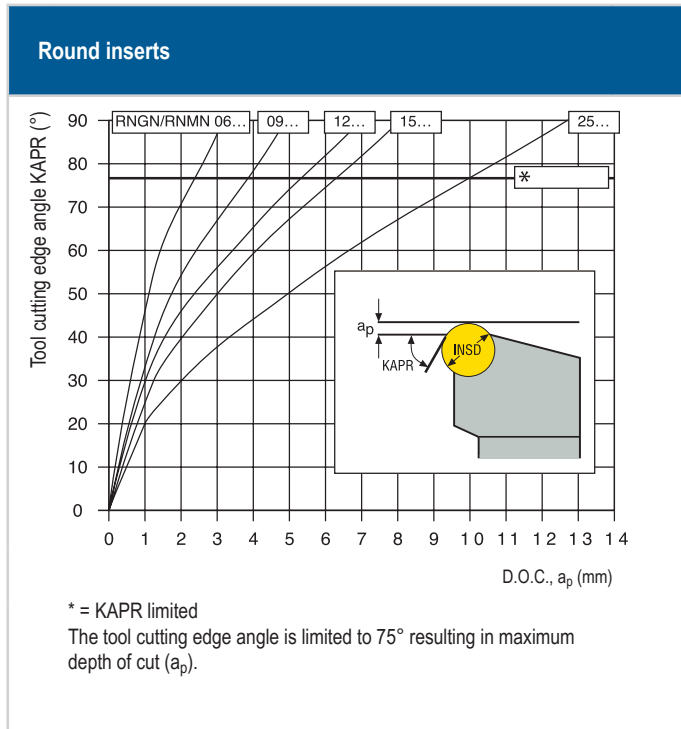 Round inserts
Tool cutting edge angle KAPR (°)
90
80
70
60
50
40
30
20
10
0
RNGN/RNMN 06... 09... 12... 15... 25...
*
ap
KAPR
INSD
0 1 2 3 4 5 6 7 8 9 10 11 12 13 14
D.O.C., ap (mm)
* = KAPR limited
The tool cutting edge angle is limited to 75° resulting in maximum
depth of cut (ap).